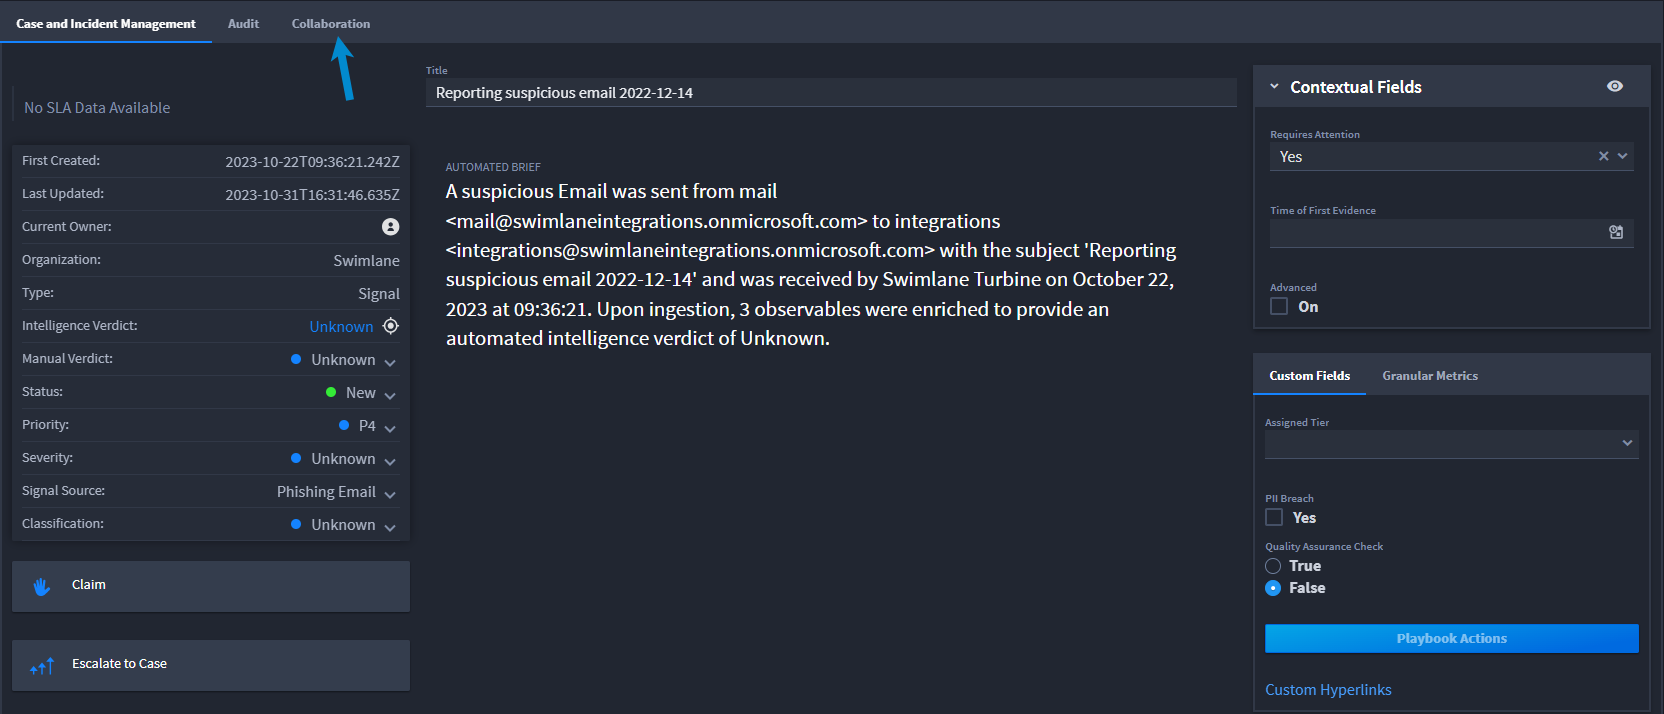 Case and Incident Management
Audit
Collaboration
No SLA Data Available
First Created: 2023-10-22T09:36:21.242Z
Last Updated: 2023-10-31T16:31:46.635Z
Current Owner:
Organization: Swimlane
Type: Signal
Intelligence Verdict: Unknown
Manual Verdict: Unknown
Status: New
Priority: P4
Severity: Unknown
Signal Source: Phishing Email
Classification: Unknown
Claim
Escalate to Case
Title
Reporting suspicious email 2022-12-14
AUTOMATED BRIEF
A suspicious Email was sent from mail
<mail@swimlaneintegrations.onmicrosoft.com> to integrations
<integrations@swimlaneintegrations.onmicrosoft.com> with the subject 'Reporting
suspicious email 2022-12-14' and was received by Swimlane Turbine on October 22,
2023 at 09:36:21. Upon ingestion, 3 observables were enriched to provide an
automated intelligence verdict of Unknown.
Contextual Fields
Requires Attention
Yes
Time of First Evidence
Advanced
On
Custom Fields
Granular Metrics
Assigned Tier
PII Breach
Yes
Quality Assurance Check
True
False
Playbook Actions
Custom Hyperlinks